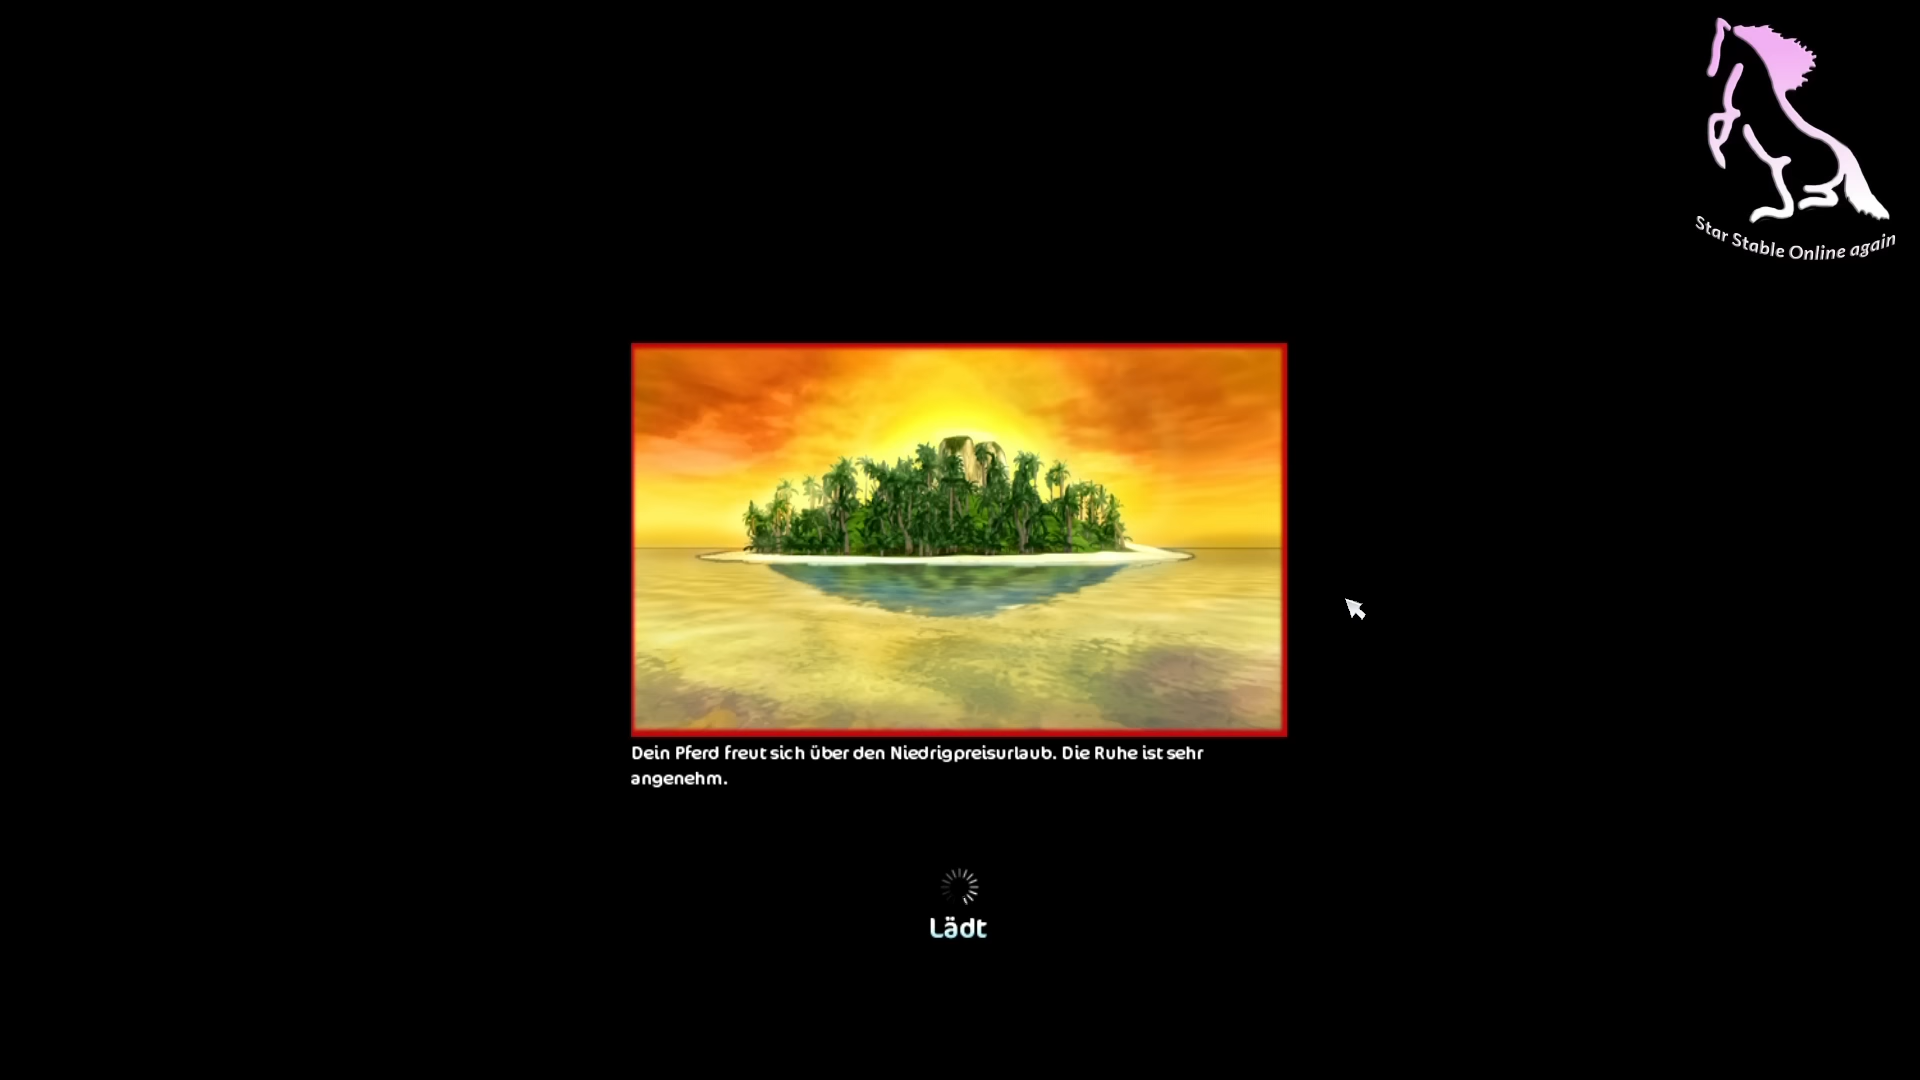 Star Stable Online again
Dein Pferd freut sich über den Niedrigpreisurlaub. Die Ruhe ist sehr
angenehm.
Lädt